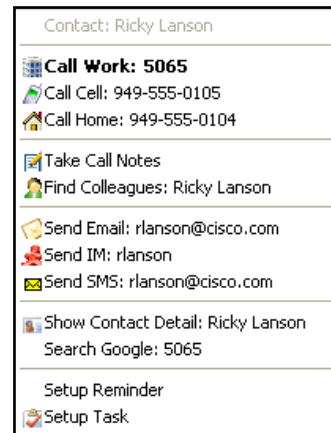 Contact: Ricky Lanson
Call Work: 5065
Call Cell: 949-555-0105
Call Home: 949-555-0104
Take Call Notes
Find Colleagues: Ricky Lanson
Send Email: rlanson@cisco.com
Send IM: rlanson
Send SMS: rlanson@cisco.com
Show Contact Detail: Ricky Lanson
Search Google: 5065
Setup Reminder
Setup Task